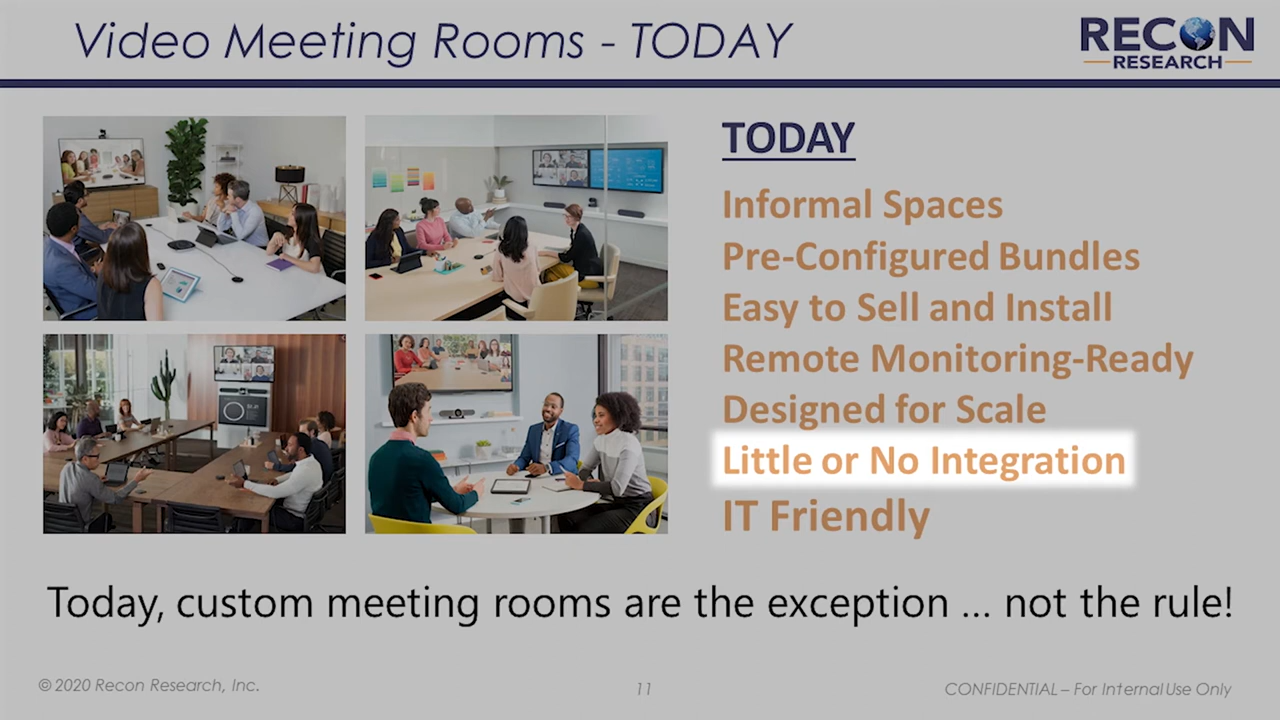 Video Meeting Rooms - TODAY
RECON
RESEARCH
TODAY
Informal Spaces
Pre-Configured Bundles
Easy to Sell and Install
Remote Monitoring-Ready
Designed for Scale
Little or No Integration
IT Friendly
Today, custom meeting rooms are the exception ... not the rule!
© 2020 Recon Research, Inc.
11
CONFIDENTIAL – For Internal Use Only